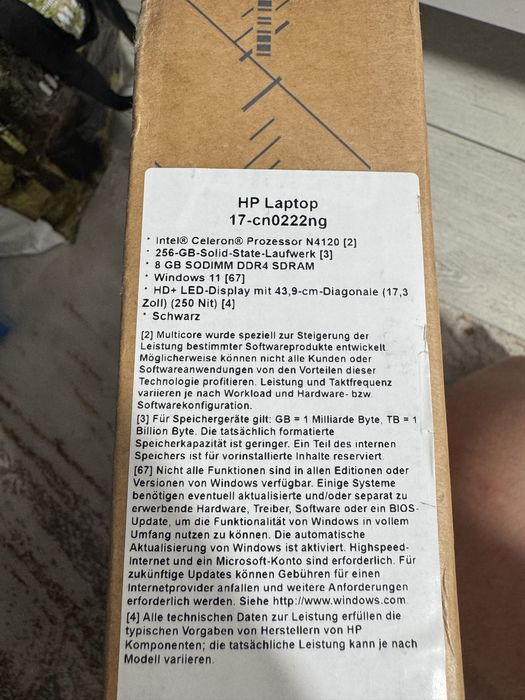 HP Laptop
17-cn0222ng
· Intel® Celeron® Prozessor N4120 [2]
· 256-GB-Solid-State-Laufwerk [3]
· 8 GB SODIMM DDR4 SDRAM
· Windows 11 [67]
· HD+ LED-Display mit 43,9-cm-Diagonale (17,3
Zoll) (250 Nit) [4]
· Schwarz
[2] Multicore wurde speziell zur Steigerung der
Leistung bestimmter Softwareprodukte entwickelt.
Möglicherweise können nicht alle Kunden oder
Softwareanwendungen von den Vorteilen dieser
Technologie profitieren. Leistung und Taktfrequenz
variieren je nach Workload und Hardware- bzw.
Softwarekonfiguration.
[3] Für Speichergeräte gilt: GB = 1 Milliarde Byte, TB = 1
Billion Byte. Die tatsächlich formatierte
Speicherkapazität ist geringer. Ein Teil des internen
Speichers ist für vorinstallierte Inhalte reserviert.
[67] Nicht alle Funktionen sind in allen Editionen oder
Versionen von Windows verfügbar. Einige Systeme
benötigen eventuell aktualisierte und/oder separat zu
erwerbende Hardware, Treiber, Software oder ein BIOS-
Update, um die Funktionalität von Windows in vollem
Umfang nutzen zu können. Die automatische
Aktualisierung von Windows ist aktiviert. Highspeed-
Internet und ein Microsoft-Konto sind erforderlich. Für
zukünftige Updates können Gebühren für einen
Internetprovider anfallen und weitere Anforderungen
erforderlich werden. Siehe http://www.windows.com.
[4] Alle technischen Daten zur Leistung erfüllen die
typischen Vorgaben von Herstellern von HP
Komponenten; die tatsächliche Leistung kann je nach
Modell variieren.